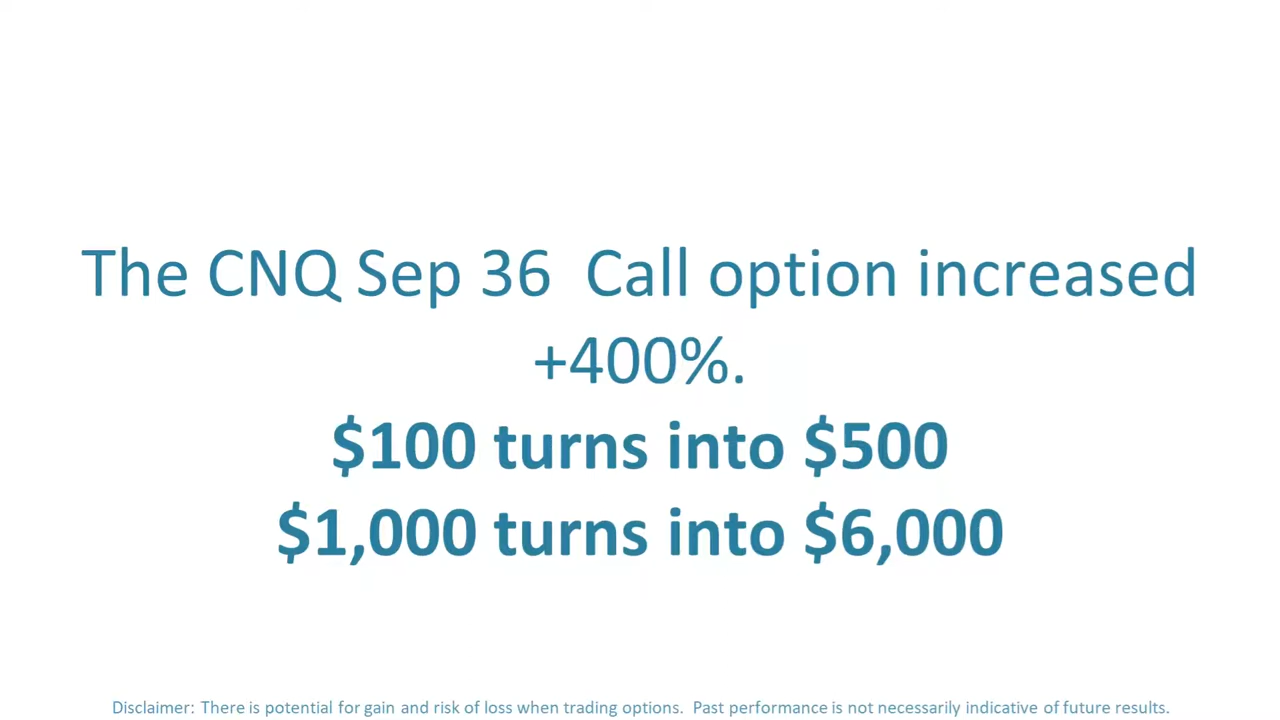 The CNQ Sep 36  Call option increased
+400%.
$100 turns into $500
$1,000 turns into $6,000
Disclaimer: There is potential for gain and risk of loss when trading options.  Past performance is not necessarily indicative of future results.